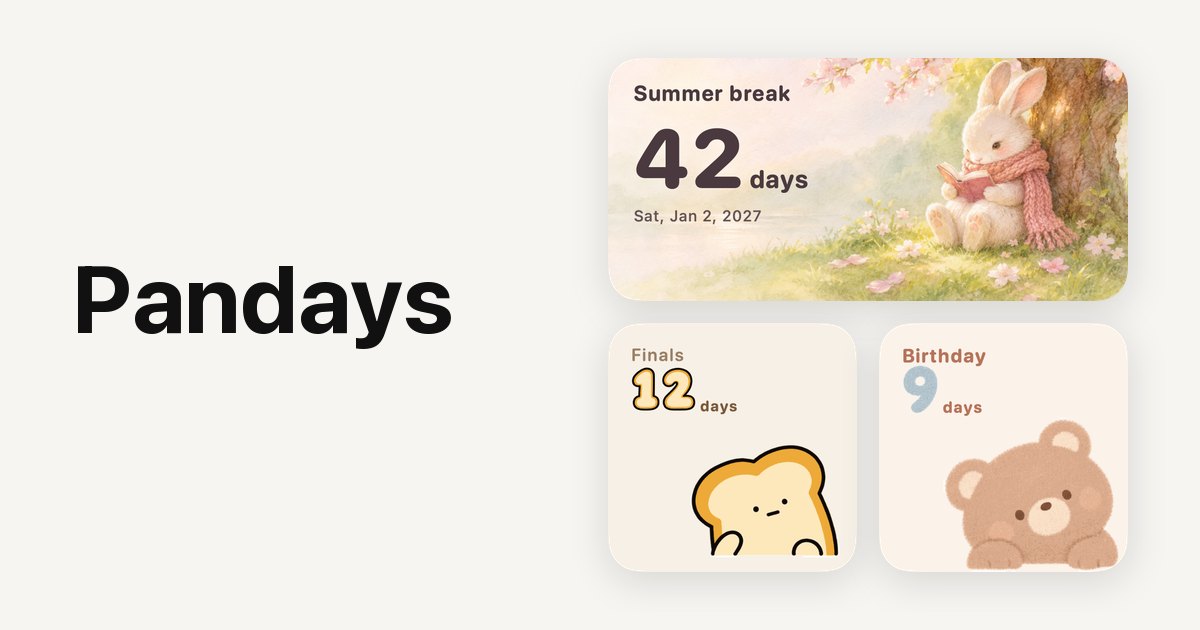 Pandays
Summer break
42 days
Sat, Jan 2, 2027
Finals
12 days
Birthday
9 days